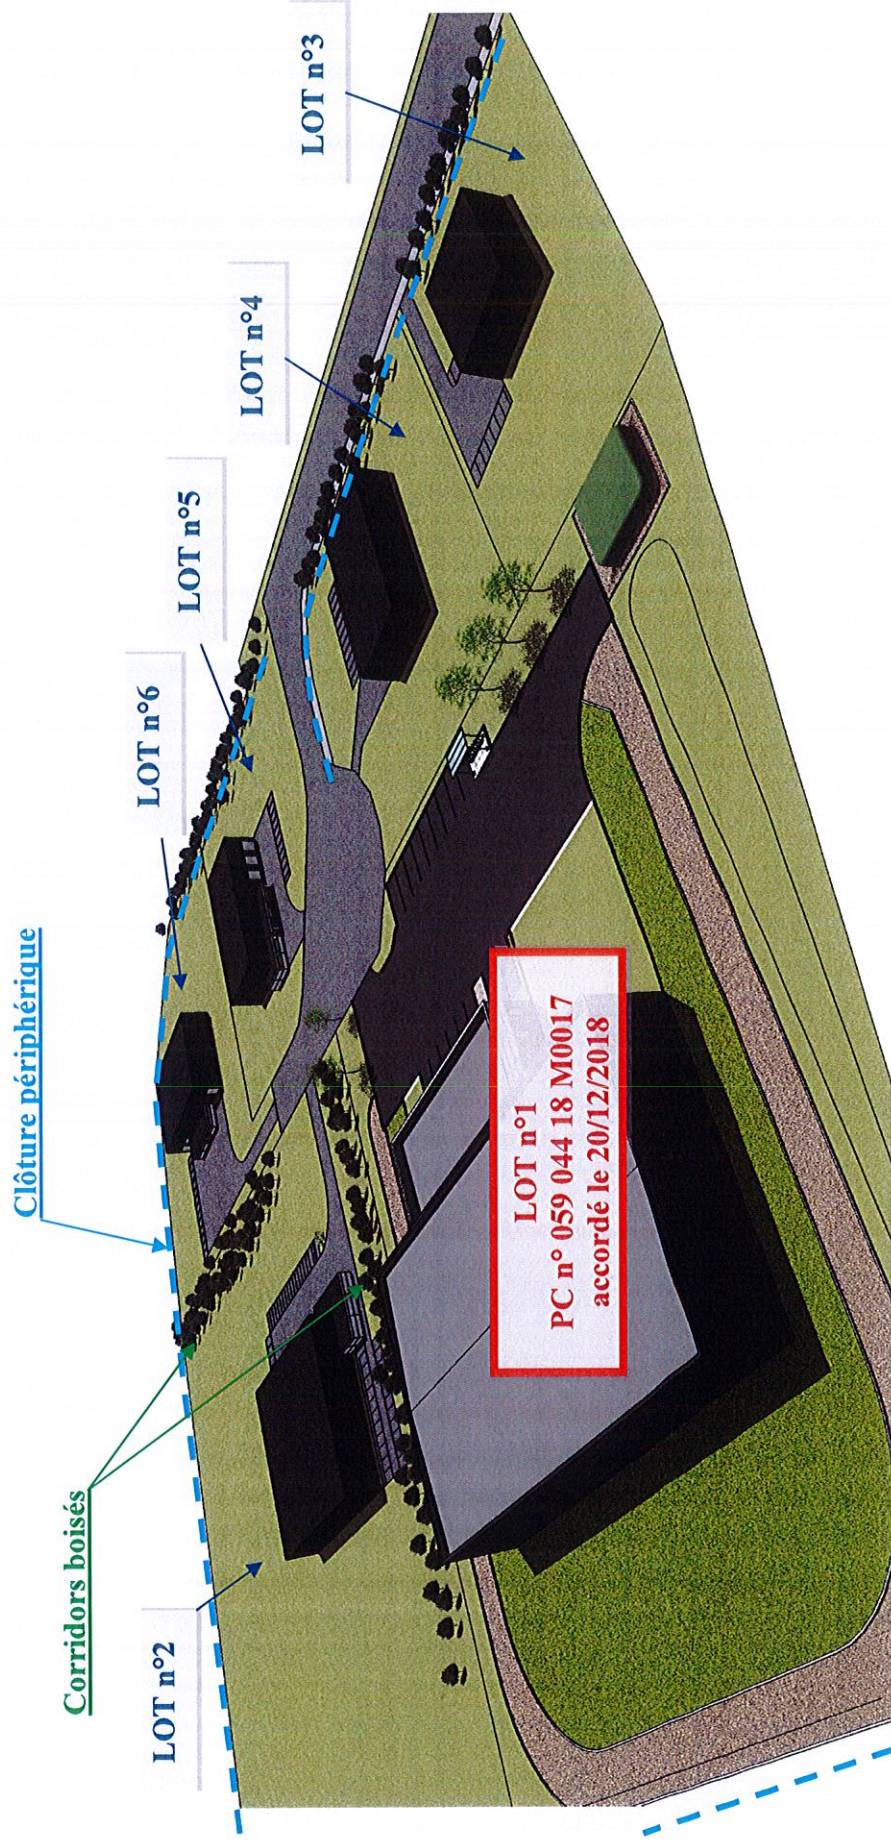 Clôture périphérique
Corridors boisés
LOT n°2
LOT n°6
LOT n°5
LOT n°4
LOT n°3
LOT n°1
PC n° 059 044 18 M0017
accordé le 20/12/2018